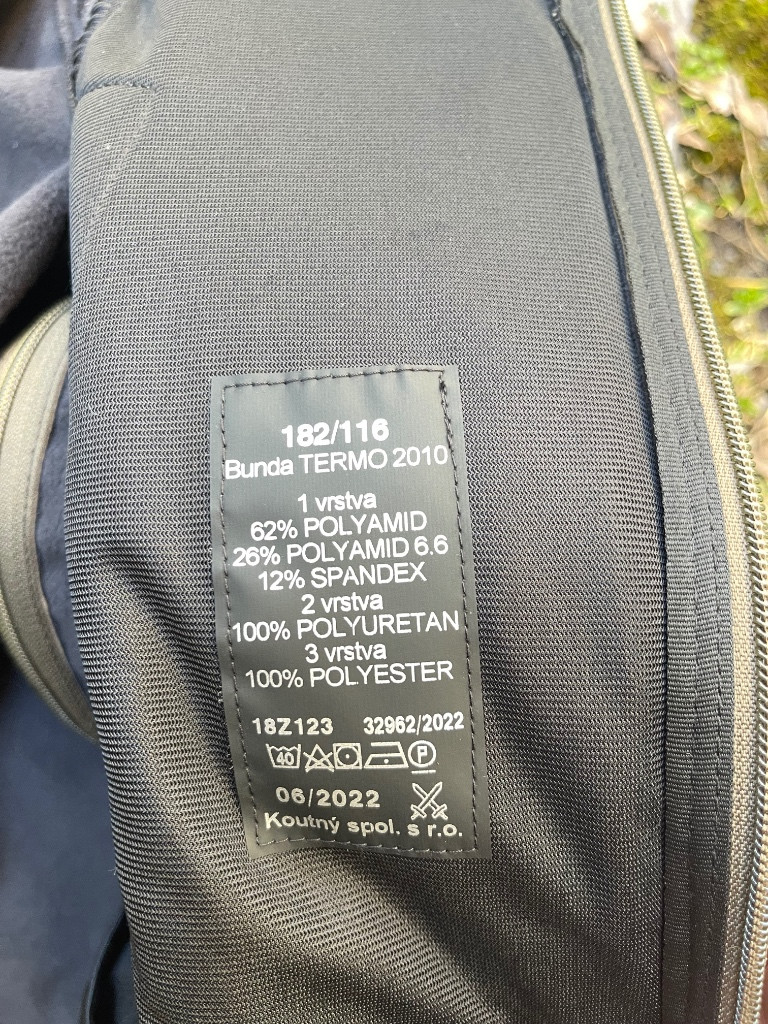 182/116
Bunda TERMO 2010
1 vrstva
62% POLYAMID
26% POLYAMID 6.6
12% SPANDEX
2 vrstva
100% POLYURETAN
3 vrstva
100% POLYESTER
18Z123 32962/2022
40 P
06/2022
Koutný spol. s r.o.